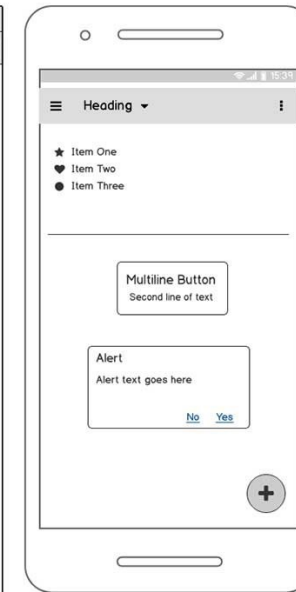 15:39
Heading
Item One
Item Two
Item Three
Multiline Button
Second line of text
Alert
Alert text goes here
No Yes